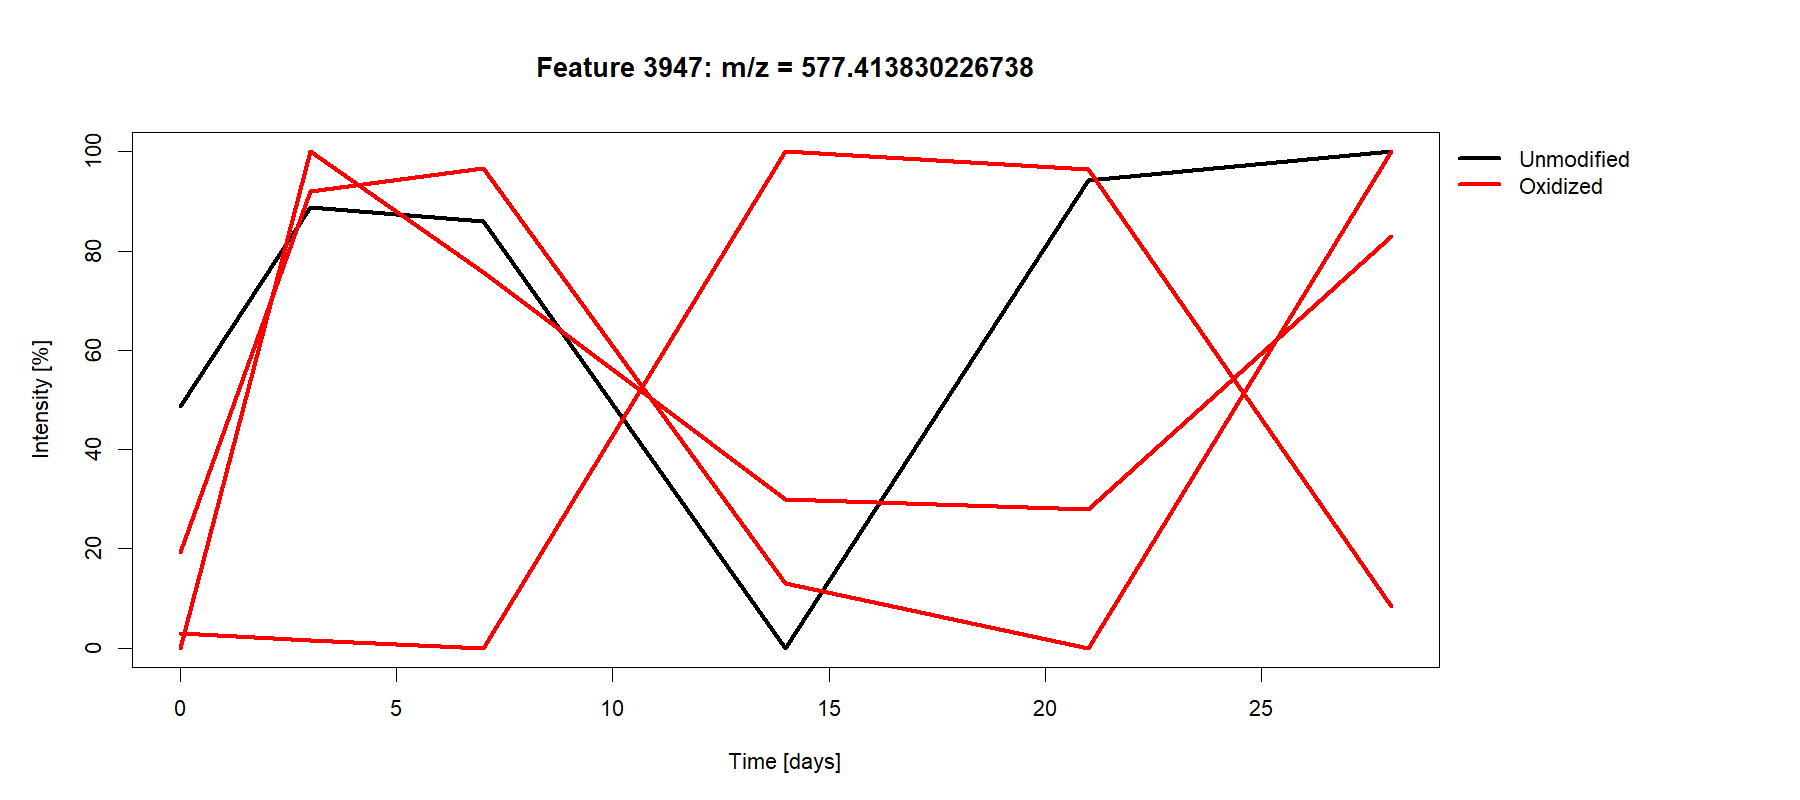 Feature 3947: m/z = 577.413830226738
Unmodified
Oxidized
Intensity [%]
100
80
60
40
20
0
0 5 10 15 20 25
Time [days]